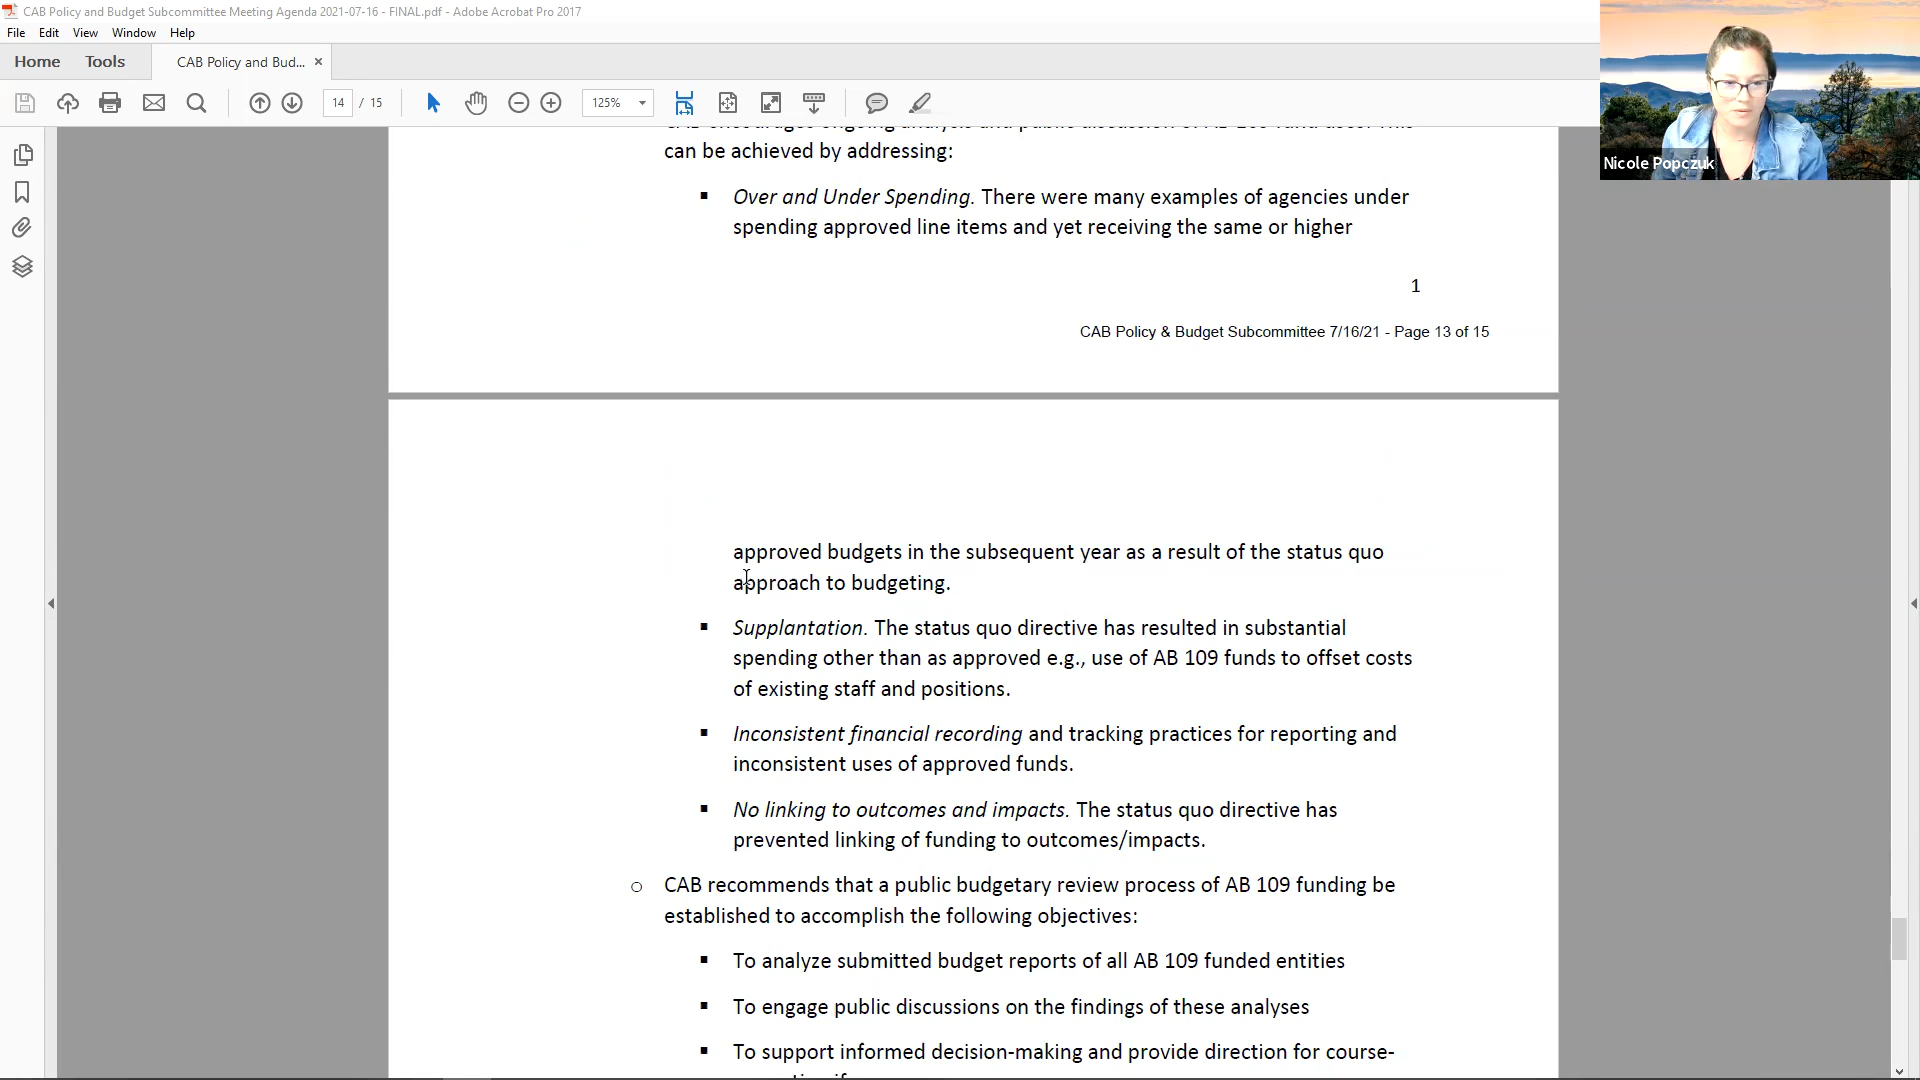 CAB Policy and Budget Subcommittee Meeting Agenda 2021-07-16 - FINAL.pdf - Adobe Acrobat Pro 2017
File Edit View Window Help
Home Tools CAB Policy and Bud... ×
14 / 15 125%
Nicole Popczuk
can be achieved by addressing:
▪ Over and Under Spending. There were many examples of agencies under
spending approved line items and yet receiving the same or higher
1
CAB Policy & Budget Subcommittee 7/16/21 - Page 13 of 15
approved budgets in the subsequent year as a result of the status quo
approach to budgeting.
▪ Supplantation. The status quo directive has resulted in substantial
spending other than as approved e.g., use of AB 109 funds to offset costs
of existing staff and positions.
▪ Inconsistent financial recording and tracking practices for reporting and
inconsistent uses of approved funds.
▪ No linking to outcomes and impacts. The status quo directive has
prevented linking of funding to outcomes/impacts.
o CAB recommends that a public budgetary review process of AB 109 funding be
established to accomplish the following objectives:
▪ To analyze submitted budget reports of all AB 109 funded entities
▪ To engage public discussions on the findings of these analyses
▪ To support informed decision-making and provide direction for course-